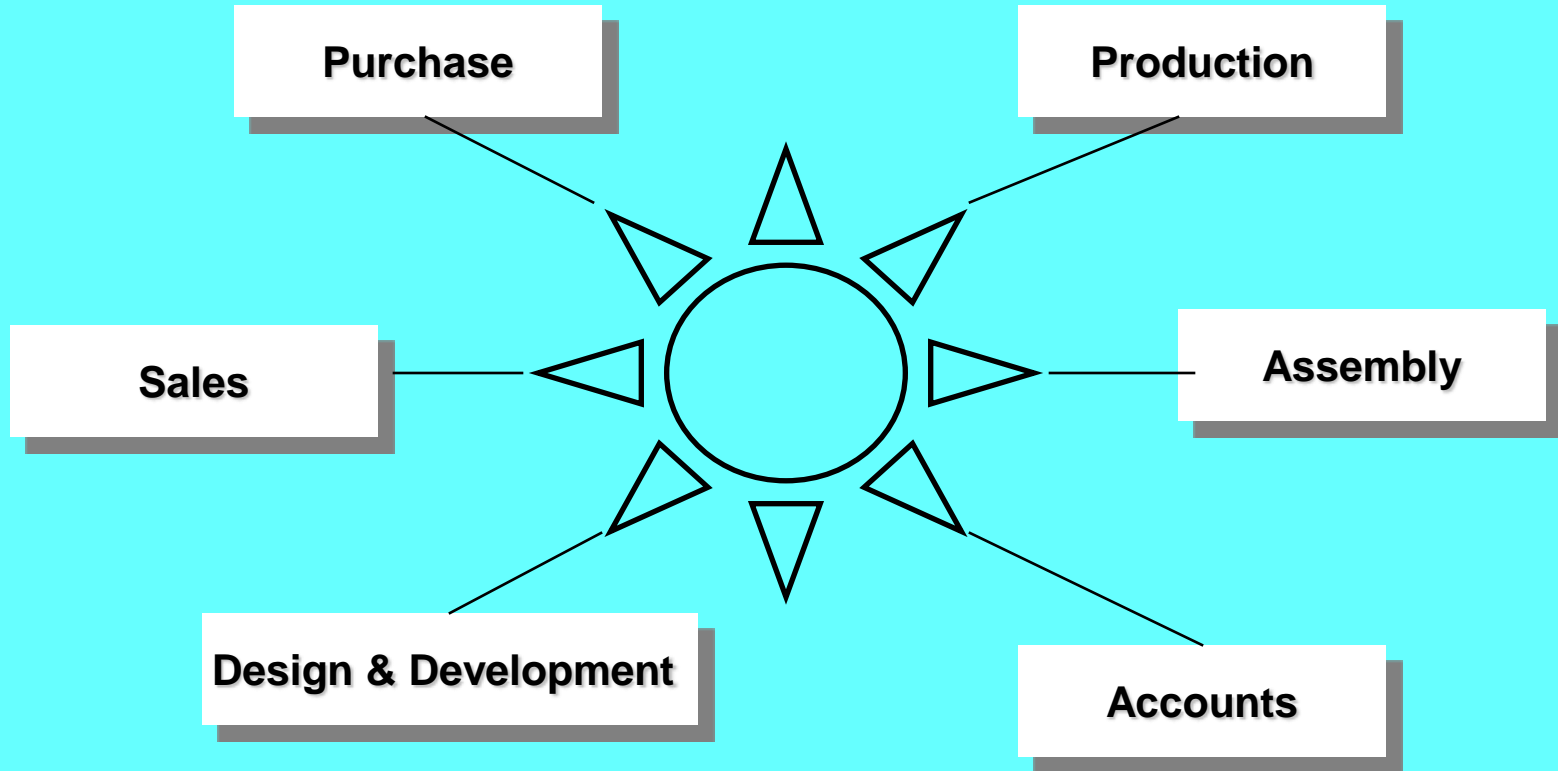 Purchase
Production
Sales
Assembly
Design & Development
Accounts